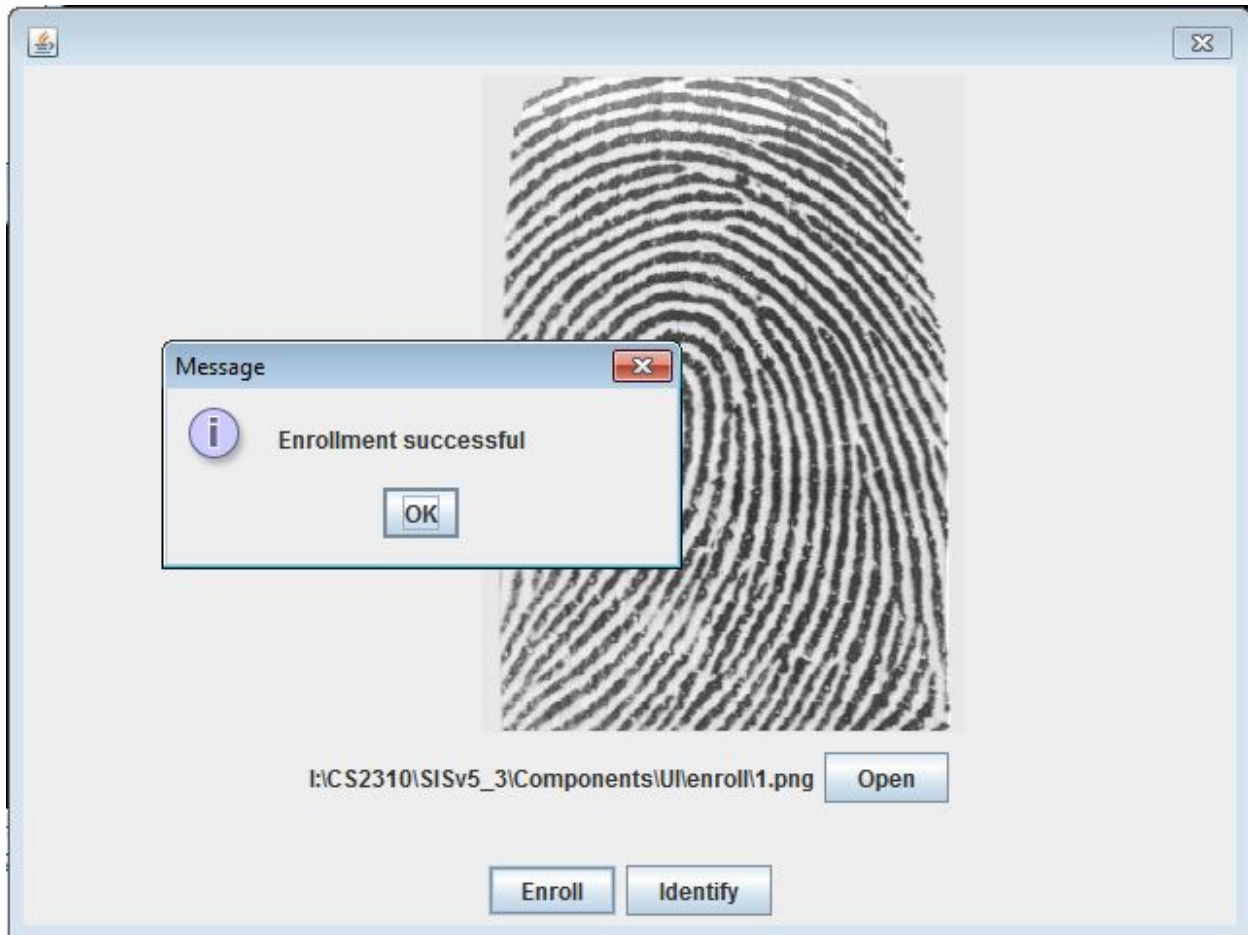 Message
Enrollment successful
OK
I:\CS2310\SISv5_3\Components\UI\enroll\1.png
Open
Enroll
Identify